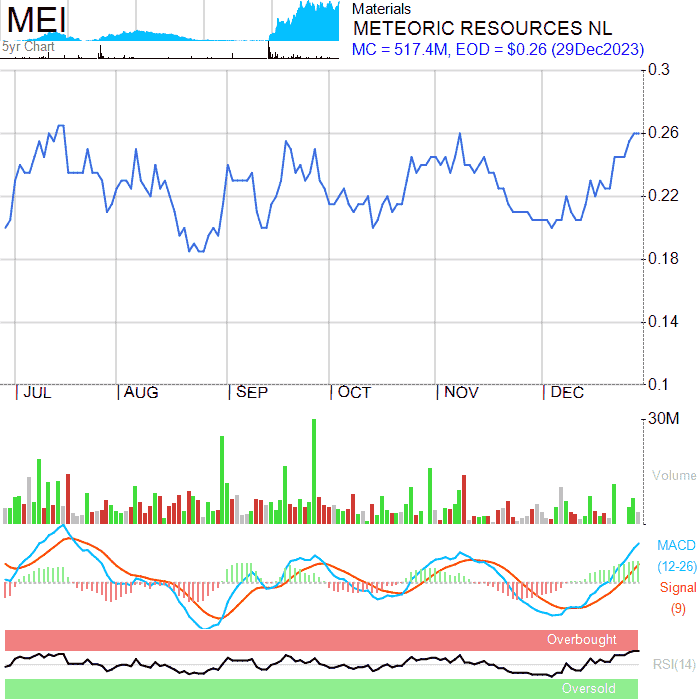 MEI
5yr Chart
Materials
METEORIC RESOURCES NL
MC = 517.4M, EOD = $0.26 (29Dec2023)
0.3
0.26
0.22
0.18
0.14
0.1
JUL AUG SEP OCT NOV DEC
30M
Volume
MACD
(12-26)
Signal
(9)
Overbought
RSI(14)
Oversold